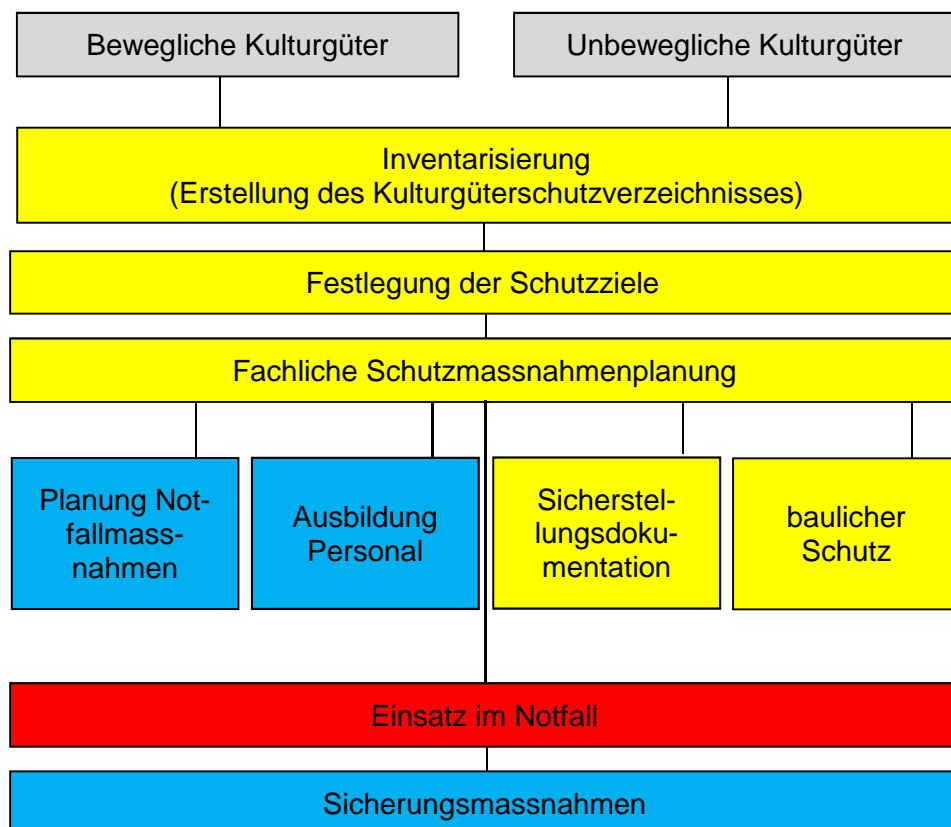 Bewegliche Kulturgüter
Unbewegliche Kulturgüter
Inventarisierung
(Erstellung des Kulturgüterschutzverzeichnisses)
Festlegung der Schutzziele
Fachliche Schutzmassnahmenplanung
Planung Not-
fallmass-
nahmen
Ausbildung
Personal
Sicherstel-
lungsdoku-
mentation
baulicher
Schutz
Einsatz im Notfall
Sicherungsmassnahmen